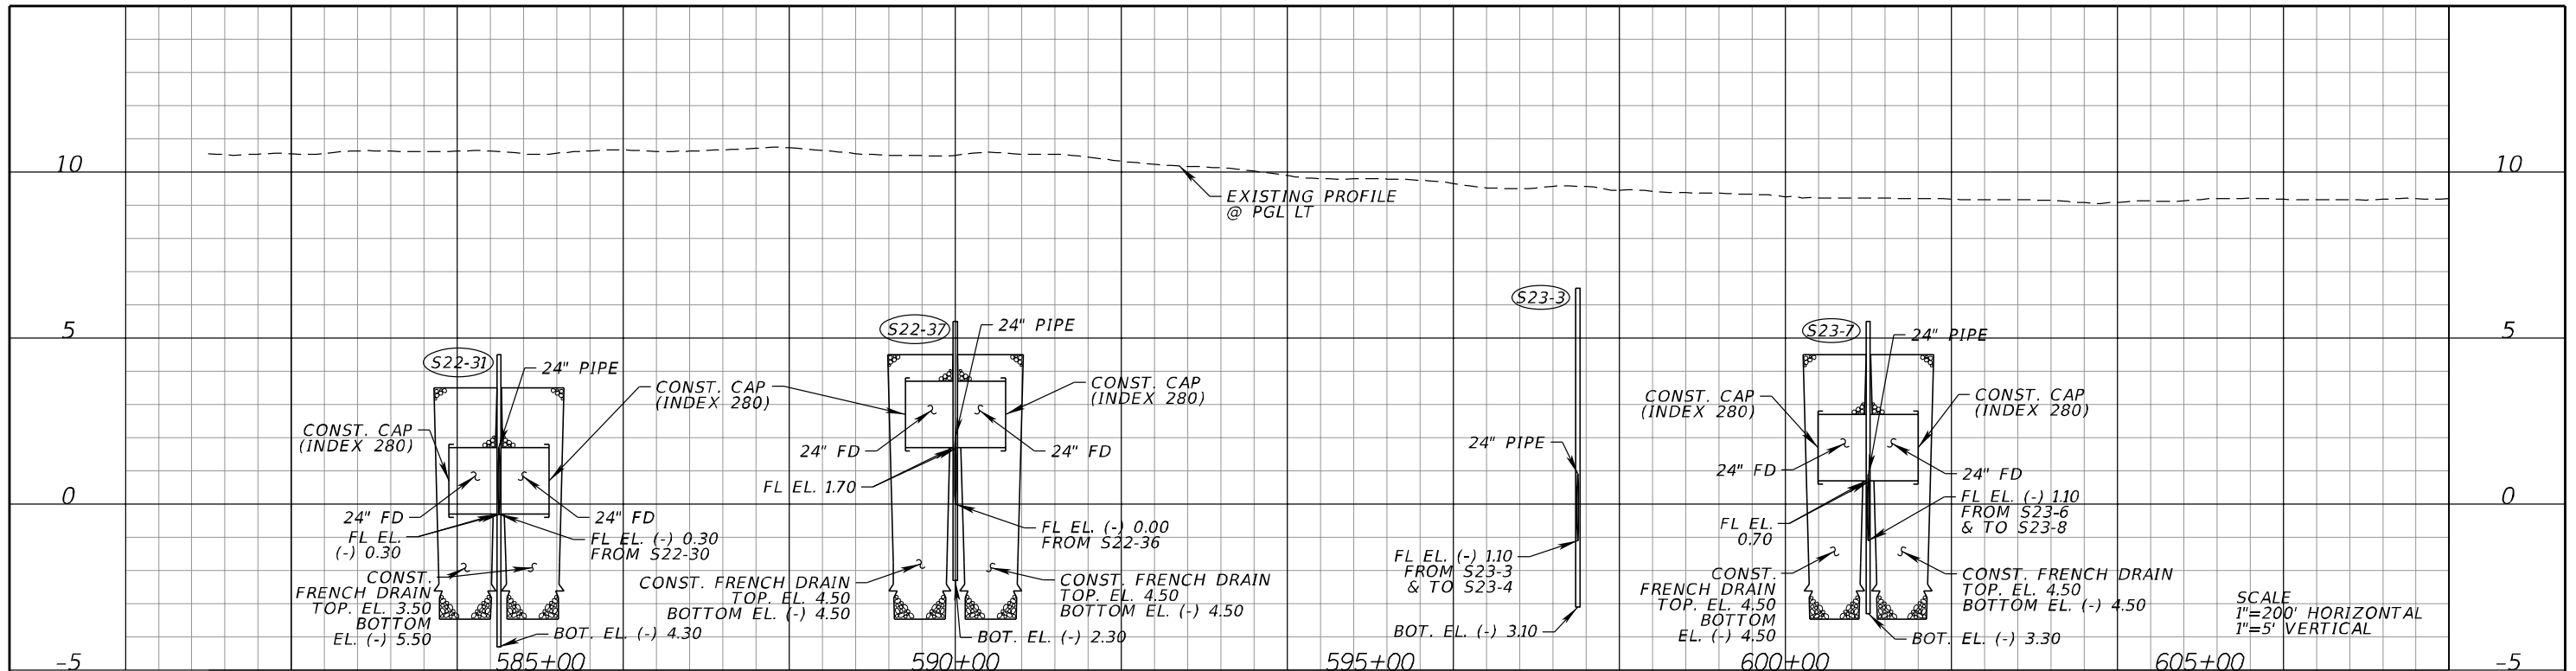 10
10
EXISTING PROFILE
@ PGL LT
5
5
S22-31
24" PIPE
CONST. CAP
(INDEX 280)
CONST. CAP
(INDEX 280)
24" FD
24" FD
FL EL.
(-) 0.30
FL EL. (-) 0.30
FROM S22-30
CONST.
FRENCH DRAIN
TOP. EL. 3.50
BOTTOM
EL. (-) 5.50
BOT. EL. (-) 4.30
S22-37
24" PIPE
CONST. CAP
(INDEX 280)
24" FD
24" FD
FL EL. 1.70
FL EL. (-) 0.00
FROM S22-36
CONST. FRENCH DRAIN
TOP. EL. 4.50
BOTTOM EL. (-) 4.50
CONST. FRENCH DRAIN
TOP. EL. 4.50
BOTTOM EL. (-) 4.50
BOT. EL. (-) 2.30
S23-3
24" PIPE
FL EL. (-) 1.10
FROM S23-3
& TO S23-4
BOT. EL. (-) 3.10
S23-7
24" PIPE
CONST. CAP
(INDEX 280)
CONST. CAP
(INDEX 280)
24" FD
24" FD
FL EL.
0.70
FL EL. (-) 1.10
FROM S23-6
& TO S23-8
CONST.
FRENCH DRAIN
TOP. EL. 4.50
BOTTOM
EL. (-) 4.50
CONST. FRENCH DRAIN
TOP. EL. 4.50
BOTTOM EL. (-) 4.50
BOT. EL. (-) 3.30
SCALE
1"=200' HORIZONTAL
1"=5' VERTICAL
0
0
-5
585+00
590+00
595+00
600+00
605+00
-5